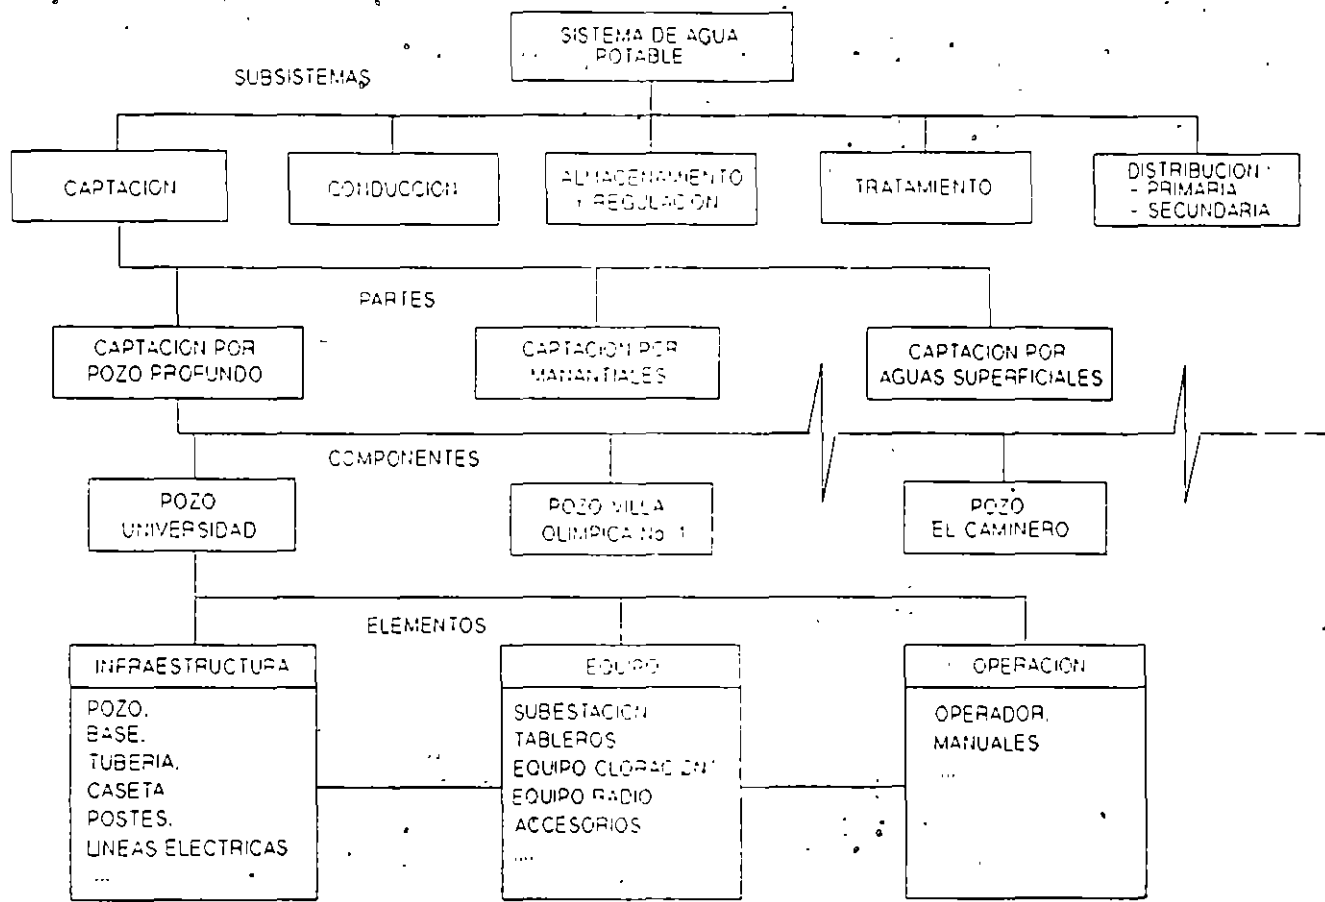 SISTEMA DE AGUA
POTABLE
SUBSISTEMAS
CAPTACION
CONDUCCION
ALMACENAMIENTO
Y REGULACION
TRATAMIENTO
DISTRIBUCION
- PRIMARIA
- SECUNDARIA
PARTES
CAPTACION POR
POZO PROFUNDO
CAPTACION POR
MANANTIALES
CAPTACION POR
AGUAS SUPERFICIALES
COMPONENTES
POZO
UNIVERSIDAD
POZO VILLA
OLIMPICA No. 1
POZO
EL CAMINERO
ELEMENTOS
INFRAESTRUCTURA
POZO,
BASE,
TUBERIA,
CASETA
POSTES,
LINEAS ELECTRICAS
...
EQUIPO
SUBESTACION
TABLEROS
EQUIPO CLORACION
EQUIPO RADIO
ACCESORIOS
....
OPERACION
OPERADOR,
MANUALES
...